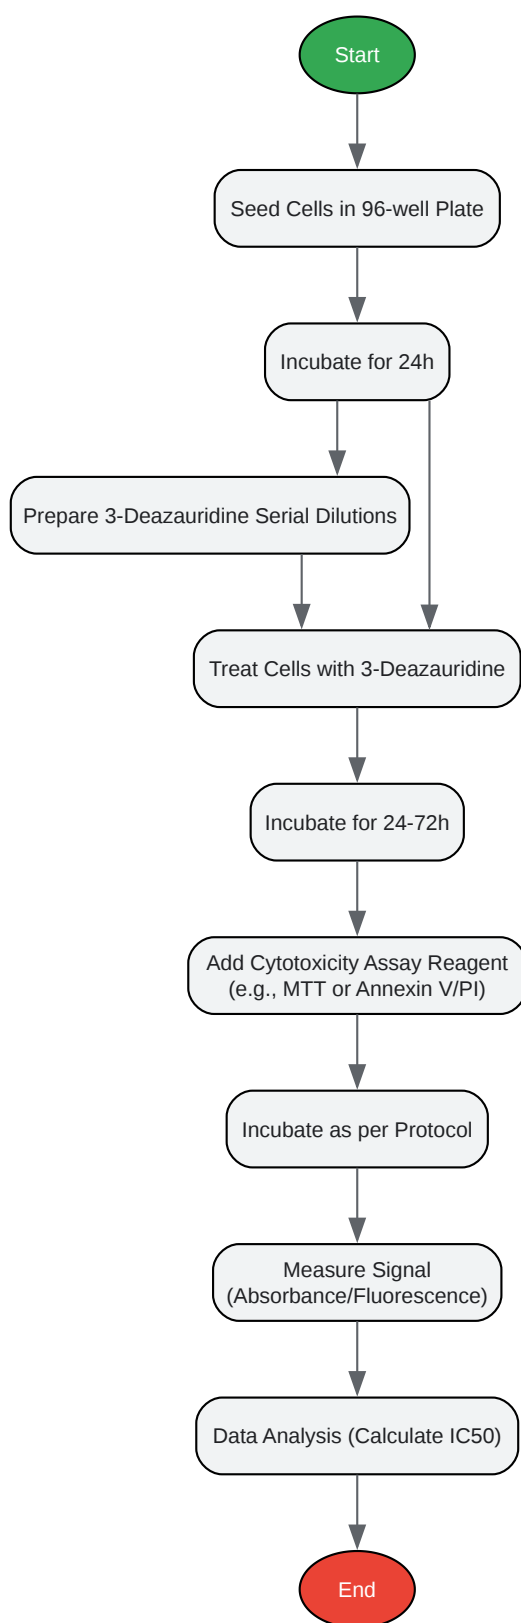 Start
Seed Cells in 96-well Plate
Incubate for 24h
Prepare 3-Deazauridine Serial Dilutions
Treat Cells with 3-Deazauridine
Incubate for 24-72h
Add Cytotoxicity Assay Reagent
(e.g., MTT or Annexin V/PI)
Incubate as per Protocol
Measure Signal
(Absorbance/Fluorescence)
Data Analysis (Calculate IC50)
End